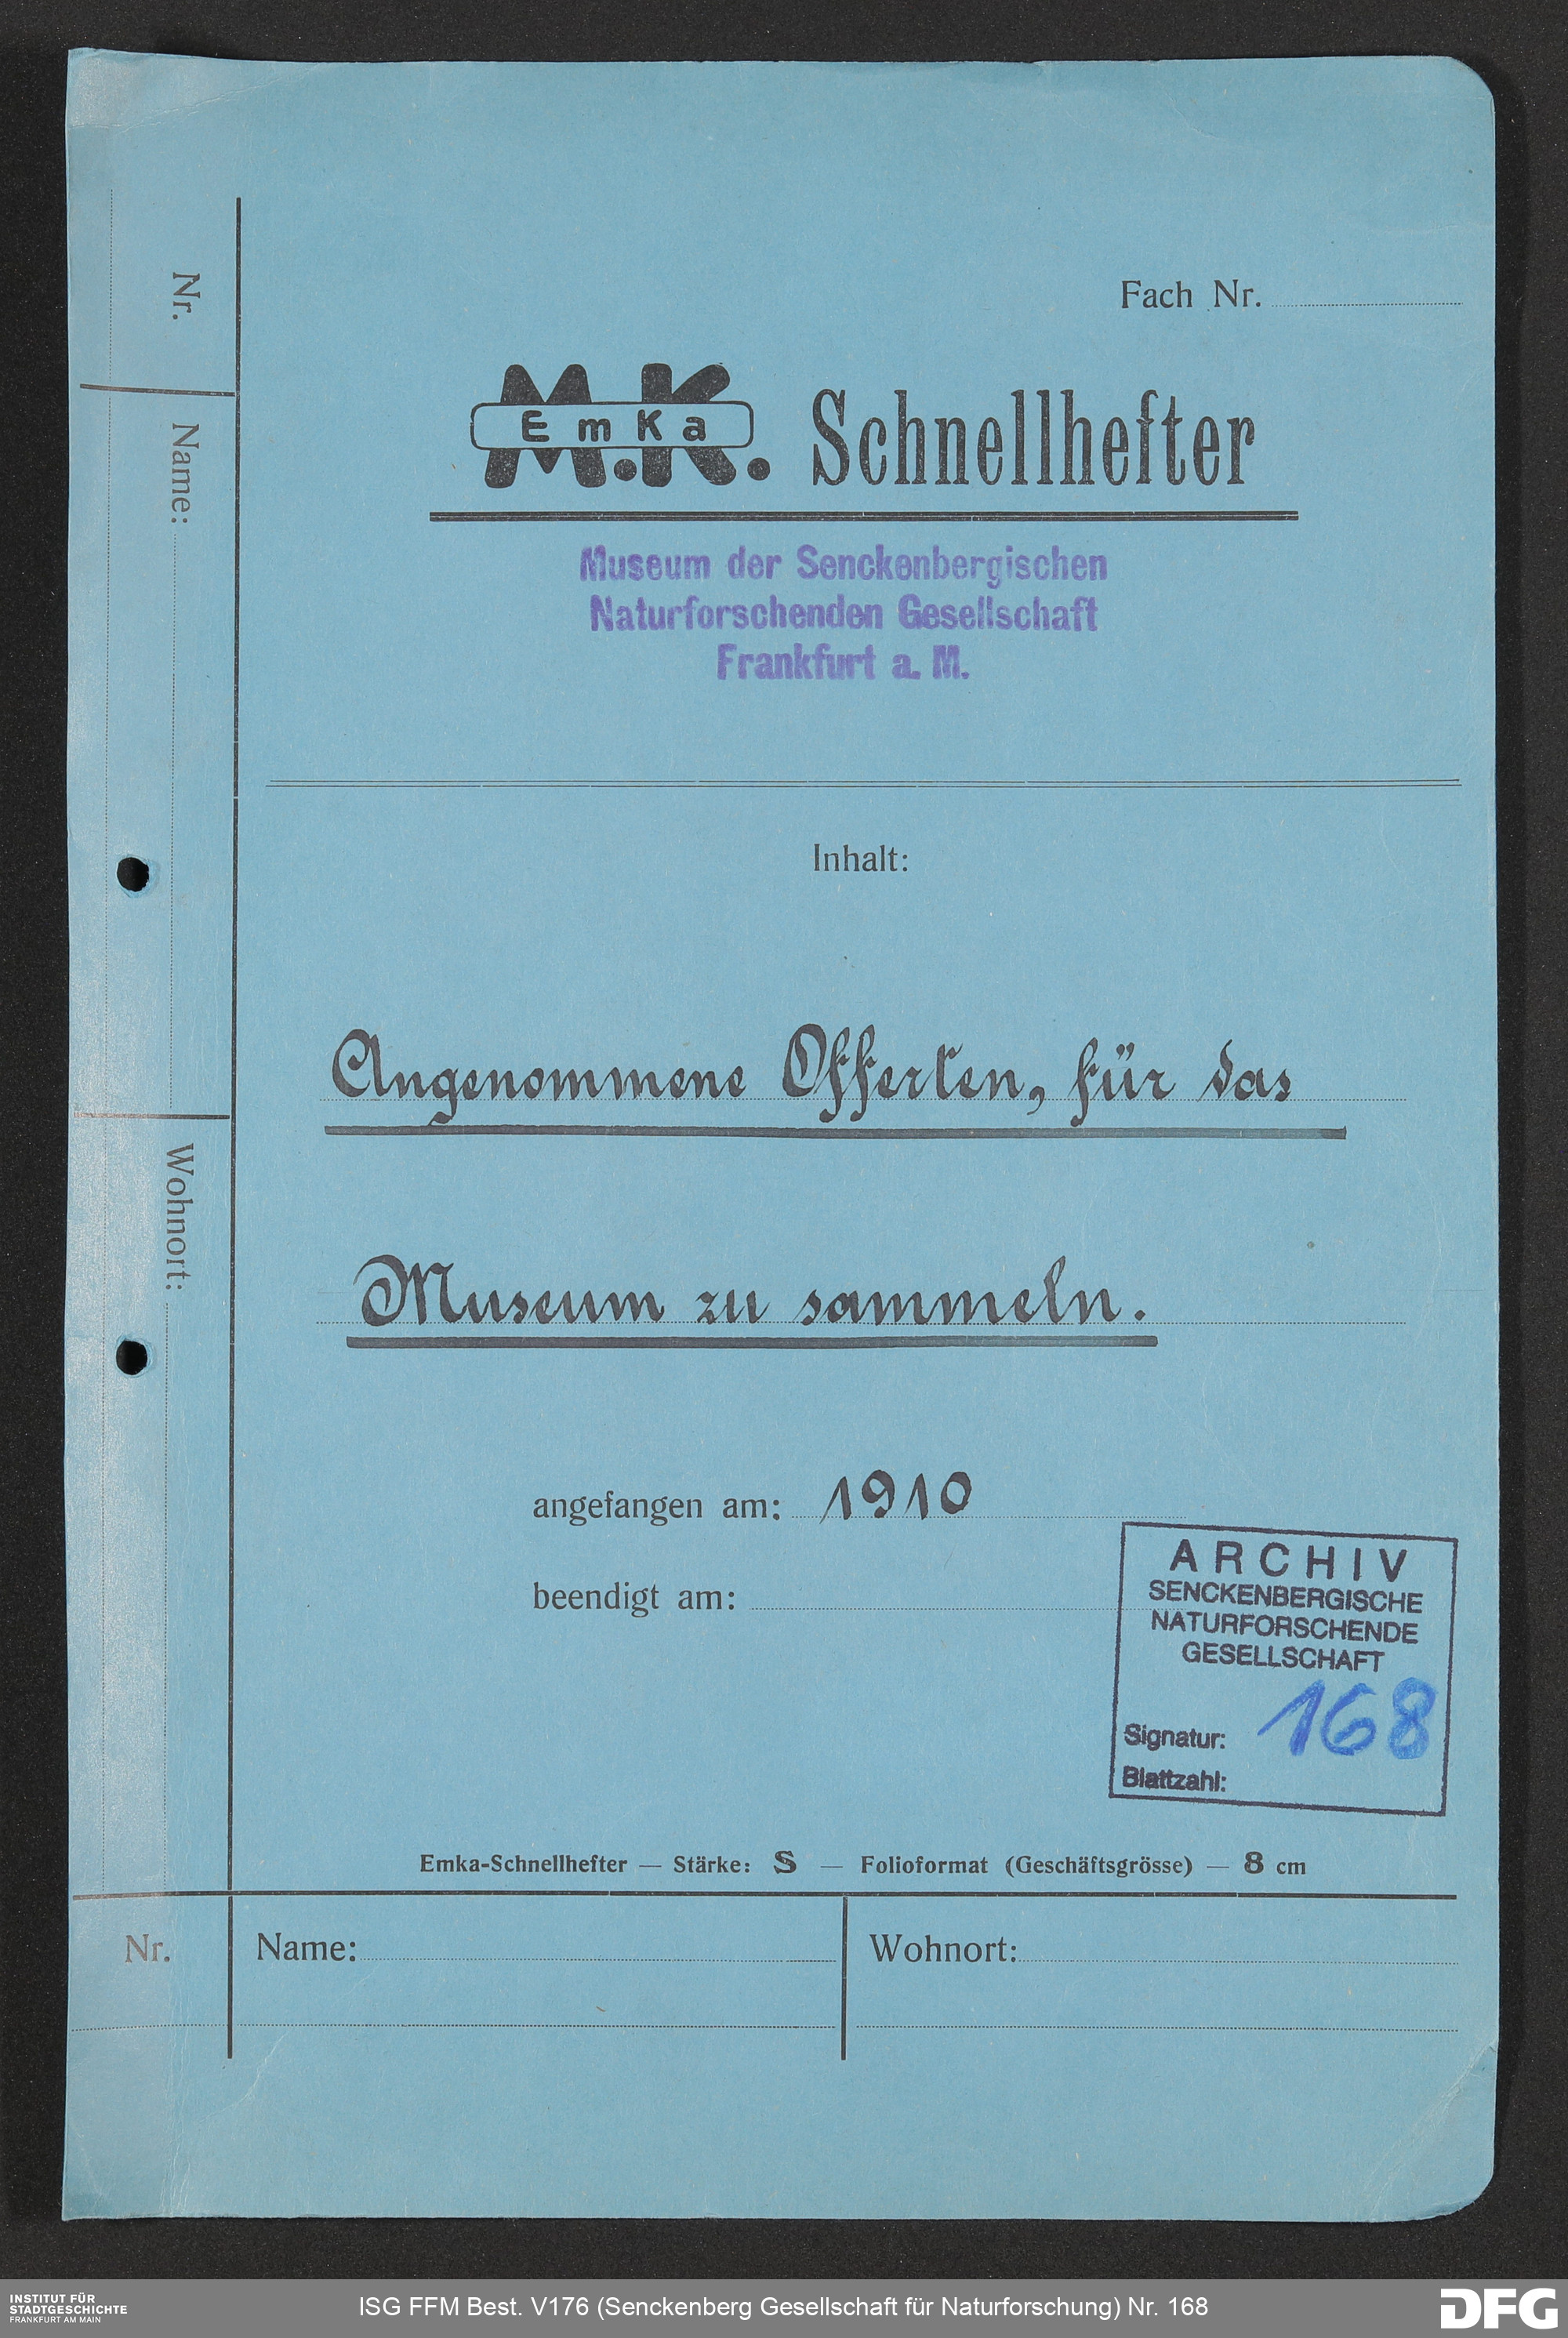 Fach Nr.
M.K.
EmKa
Schnellhefter
Museum der Senckenbergischen
Naturforschenden Gesellschaft
Frankfurt a. M.
Inhalt:
Angenommene Offerten, für das
Museum zu sammeln.
angefangen am: 1910
beendigt am:
ARCHIV
SENCKENBERGISCHE
NATURFORSCHENDE
GESELLSCHAFT
Signatur: 168
Blattzahl:
Emka-Schnellhefter — Stärke: S — Folioformat (Geschäftsgrösse) — 8 cm
Nr.
Name:
Wohnort:
Nr.
Name:
Wohnort:
INSTITUT FÜR
STADTGESCHICHTE
FRANKFURT AM MAIN
ISG FFM Best. V176 (Senckenberg Gesellschaft für Naturforschung) Nr. 168
DFG